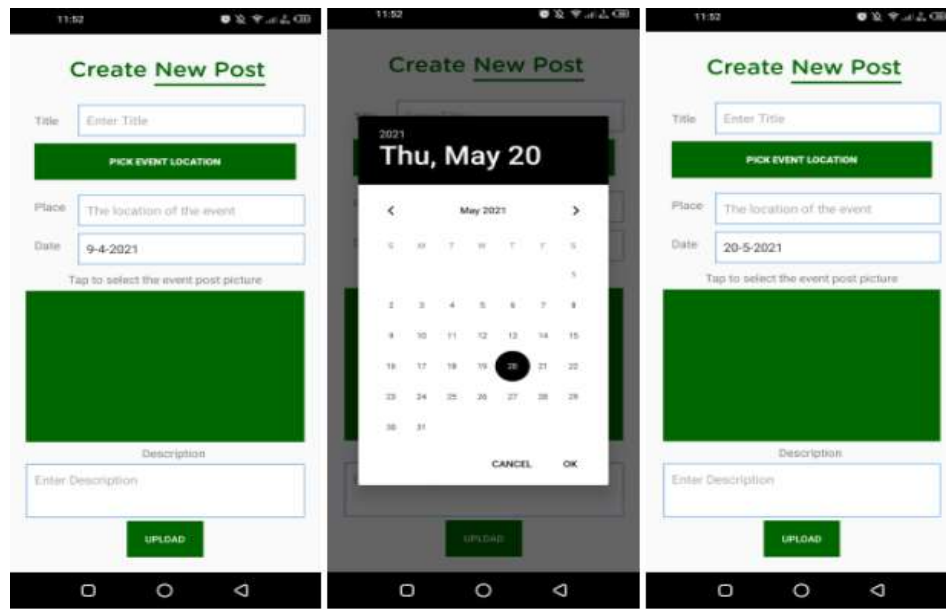 11:52
Create New Post
Title Enter Title
PICK EVENT LOCATION
Place The location of the event
Date 9-4-2021
Tap to select the event post picture
Description
Enter Description
UPLOAD
11:52
Create New Post
2021
Thu, May 20
May 2021
S M T W T F S
1
2 3 4 5 6 7 8
9 10 11 12 13 14 15
16 17 18 19 20 21 22
23 24 25 26 27 28 29
30 31
CANCEL OK
UPLOAD
11:52
Create New Post
Title Enter Title
PICK EVENT LOCATION
Place The location of the event
Date 20-5-2021
Tap to select the event post picture
Description
Enter Description
UPLOAD